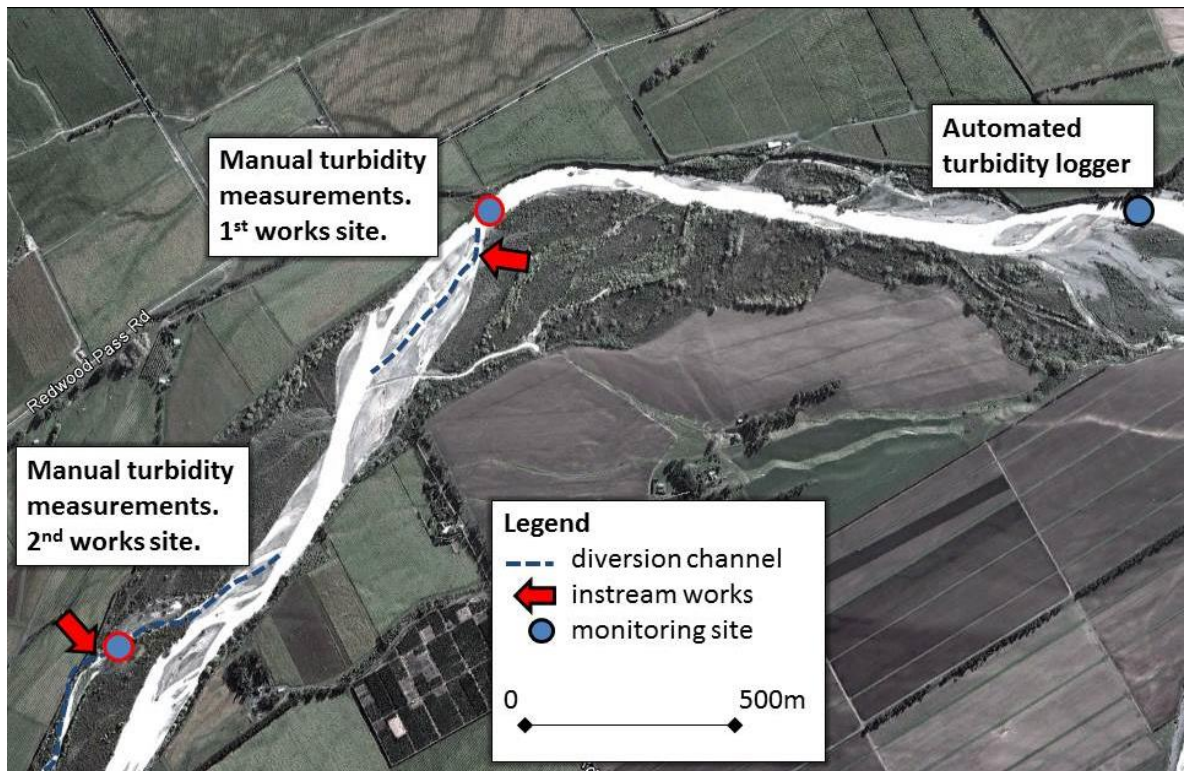 Automated
turbidity logger
Manual turbidity
measurements.
1st works site.
Redwood Pass Rd
Manual turbidity
measurements.
2nd works site.
Legend
diversion channel
instream works
monitoring site
0 500m